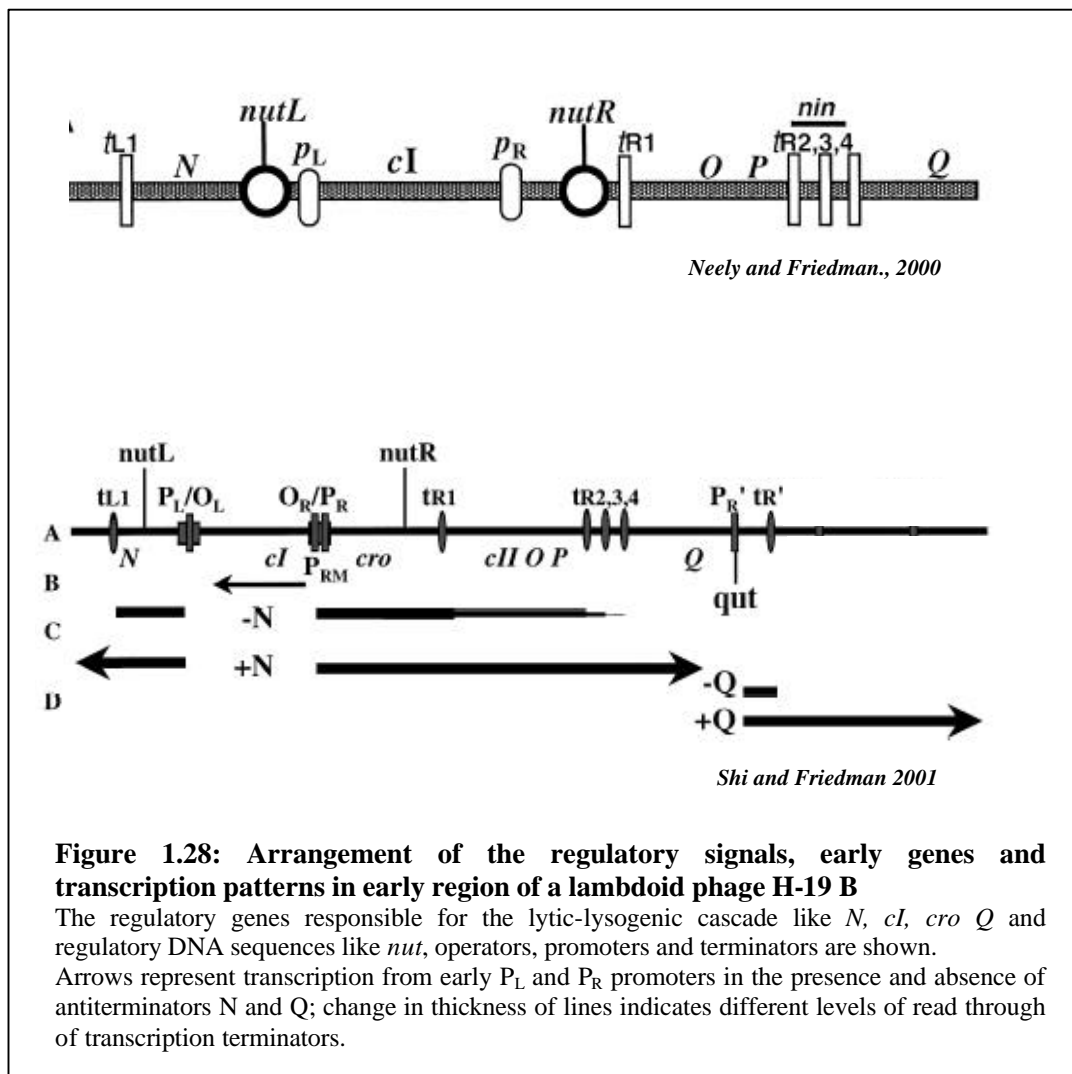 nutL nutR nin
tL1 N pL cI pR tR1 O P tR2,3,4 Q
Neely and Friedman., 2000
nutL nutR
tL1 PL/OL OR/PR tR1 tR2,3,4 PR' tR'
A
N cI PRM cro cII O P Q
B qut
C -N
+N
D -Q
+Q
Shi and Friedman 2001
Figure 1.28: Arrangement of the regulatory signals, early genes and
transcription patterns in early region of a lambdoid phage H-19 B
The regulatory genes responsible for the lytic-lysogenic cascade like N, cI, cro Q and
regulatory DNA sequences like nut, operators, promoters and terminators are shown.
Arrows represent transcription from early PL and PR promoters in the presence and absence of
antiterminators N and Q; change in thickness of lines indicates different levels of read through
of transcription terminators.